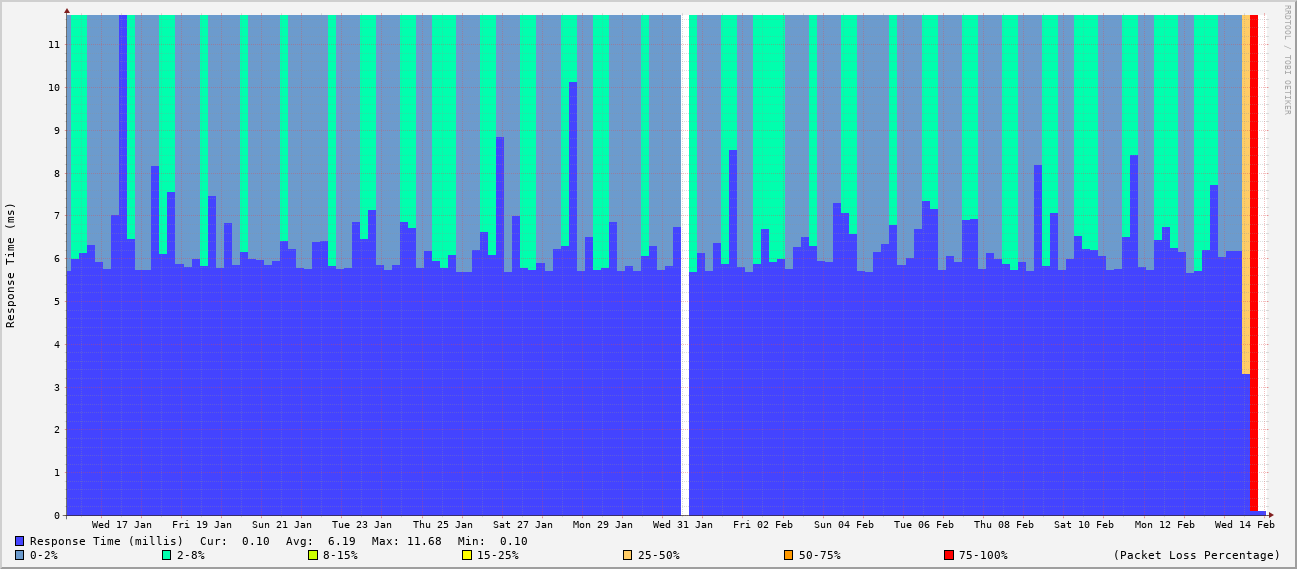 RRDTOOL / TOBI OETIKER
Response Time (ms)
11
10
9
8
7
6
5
4
3
2
1
0
Wed 17 Jan Fri 19 Jan Sun 21 Jan Tue 23 Jan Thu 25 Jan Sat 27 Jan Mon 29 Jan Wed 31 Jan Fri 02 Feb Sun 04 Feb Tue 06 Feb Thu 08 Feb Sat 10 Feb Mon 12 Feb Wed 14 Feb
Response Time (millis) Cur: 0.10 Avg: 6.19 Max: 11.68 Min: 0.10
0-2% 2-8% 8-15% 15-25% 25-50% 50-75% 75-100% (Packet Loss Percentage)